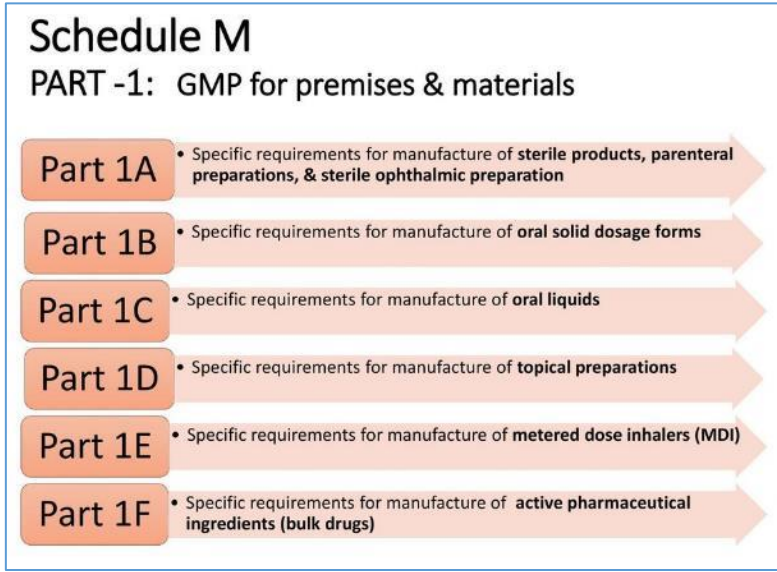 Schedule M
PART -1: GMP for premises & materials
Part 1A
• Specific requirements for manufacture of sterile products, parenteral
preparations, & sterile ophthalmic preparation
Part 1B
• Specific requirements for manufacture of oral solid dosage forms
Part 1C
• Specific requirements for manufacture of oral liquids
Part 1D
• Specific requirements for manufacture of topical preparations
Part 1E
• Specific requirements for manufacture of metered dose inhalers (MDI)
Part 1F
• Specific requirements for manufacture of active pharmaceutical
ingredients (bulk drugs)